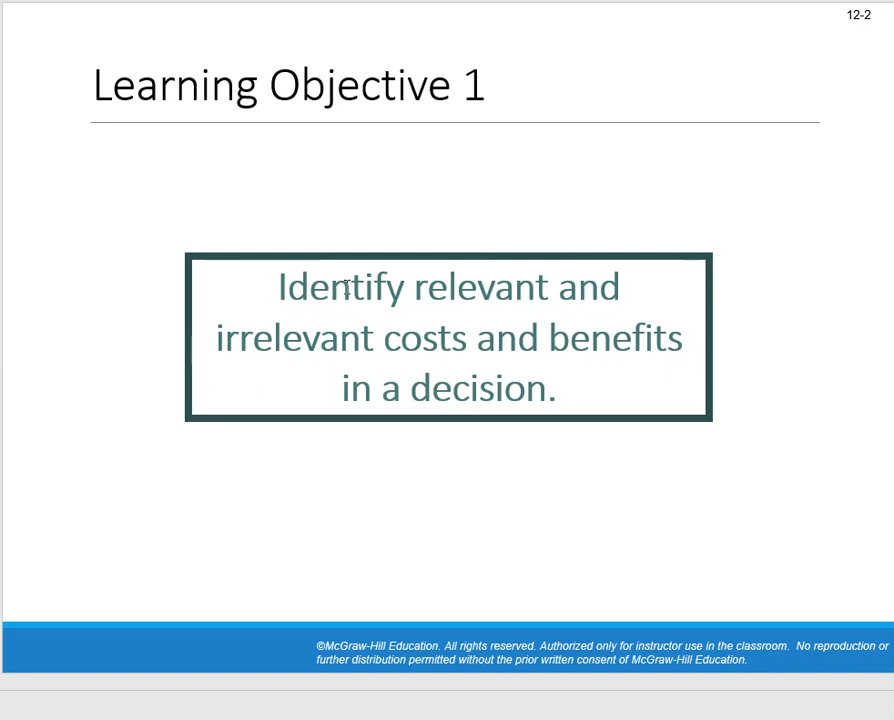 12-2
Learning Objective 1
Identify relevant and
irrelevant costs and benefits
in a decision.
©McGraw-Hill Education. All rights reserved. Authorized only for instructor use in the classroom. No reproduction or
further distribution permitted without the prior written consent of McGraw-Hill Education.